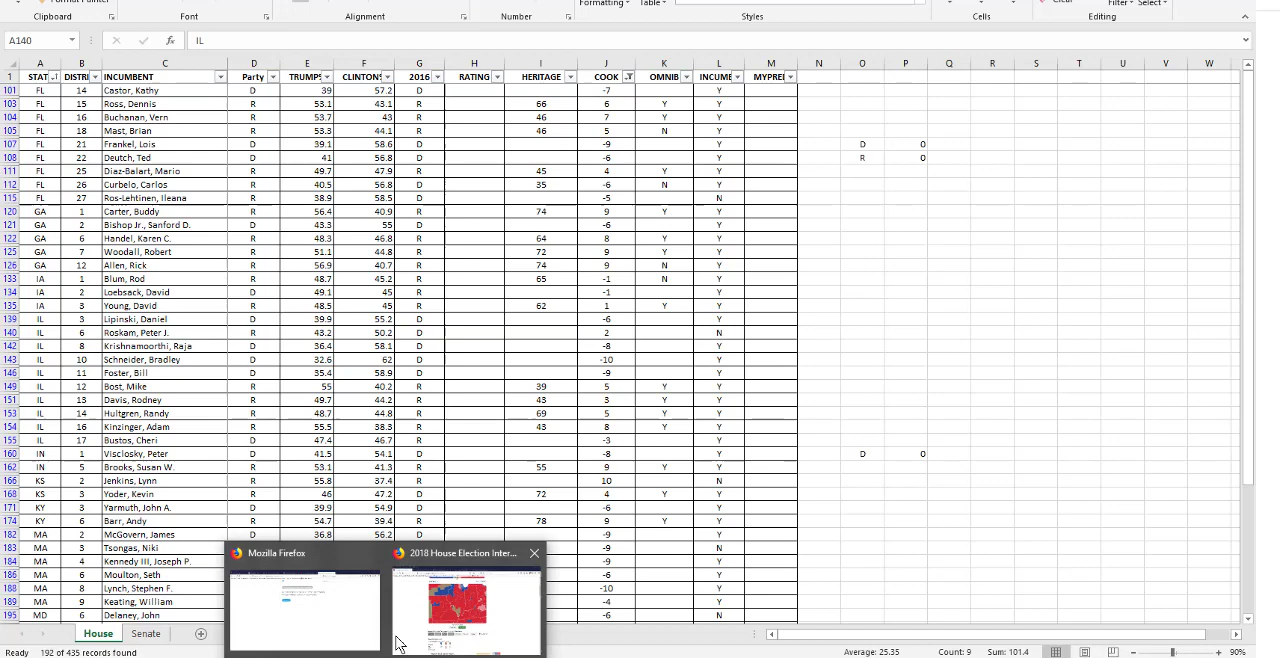 Format Painter
Formatting Table
Clear
Filter Select
Clipboard Font Alignment Number Styles Cells Editing
A140 fx IL
A B C D E F G H I J K L M N O P Q R S T U V W
1 STAT DISTRI INCUMBENT Party TRUMP% CLINTON% 2016 RATING HERITAGE COOK OMNIB INCUME MYPREI
101 FL 14 Castor, Kathy D 39 57.2 D -7 Y
103 FL 15 Ross, Dennis R 53.1 43.1 R 66 6 Y Y
104 FL 16 Buchanan, Vern R 53.7 43 R 46 7 Y Y
105 FL 18 Mast, Brian R 53.3 44.1 R 46 5 N Y
107 FL 21 Frankel, Lois D 39.1 58.6 D -9 Y D 0
108 FL 22 Deutch, Ted D 41 56.8 D -6 Y R 0
111 FL 25 Diaz-Balart, Mario R 49.7 47.9 R 45 4 Y Y
112 FL 26 Curbelo, Carlos R 40.5 56.8 D 35 -6 N Y
115 FL 27 Ros-Lehtinen, Ileana R 38.9 58.5 D -5 N
120 GA 1 Carter, Buddy R 56.4 40.9 R 74 9 Y Y
121 GA 2 Bishop Jr., Sanford D. D 43.3 55 D -6 Y
122 GA 6 Handel, Karen C. R 48.3 46.8 R 64 8 Y Y
125 GA 7 Woodall, Robert R 51.1 44.8 R 72 9 Y Y
126 GA 12 Allen, Rick R 56.9 40.7 R 74 9 N Y
133 IA 1 Blum, Rod R 48.7 45.2 R 65 -1 N Y
134 IA 2 Loebsack, David D 49.1 45 R -1 Y
135 IA 3 Young, David R 48.5 45 R 62 1 Y Y
139 IL 3 Lipinski, Daniel D 39.9 55.2 D -6 Y
140 IL 6 Roskam, Peter J. R 43.2 50.2 D 2 N
142 IL 8 Krishnamoorthi, Raja D 36.4 58.1 D -8 Y
143 IL 10 Schneider, Bradley D 32.6 62 D -10 Y
146 IL 11 Foster, Bill D 35.4 58.9 D -9 Y
149 IL 12 Bost, Mike R 55 40.2 R 39 5 Y Y
151 IL 13 Davis, Rodney R 49.7 44.2 R 43 3 Y Y
153 IL 14 Hultgren, Randy R 48.7 44.8 R 69 5 Y Y
154 IL 16 Kinzinger, Adam R 55.5 38.3 R 43 8 Y Y
155 IL 17 Bustos, Cheri D 47.4 46.7 R -3 Y
160 IN 1 Visclosky, Peter D 41.5 54.1 D -8 Y D 0
162 IN 5 Brooks, Susan W. R 53.1 41.3 R 55 9 Y Y
166 KS 2 Jenkins, Lynn R 55.8 37.4 R 10 N
168 KS 3 Yoder, Kevin R 46 47.2 D 72 4 Y Y
171 KY 3 Yarmuth, John A. D 39.9 54.9 D -6 Y
174 KY 6 Barr, Andy R 54.7 39.4 R 78 9 Y Y
182 MA 2 McGovern, James D 36.8 56.2 D -9 Y
183 MA 3 Tsongas, Niki -9 N
184 MA 4 Kennedy III, Joseph P. -9 Y
186 MA 6 Moulton, Seth -6 Y
188 MA 8 Lynch, Stephen F. -10 Y
189 MA 9 Keating, William -4 Y
195 MD 6 Delaney, John -6 N
Mozilla Firefox 2018 House Election Inter...
House Senate
Ready 192 of 435 records found Average: 25.35 Count: 9 Sum: 101.4 90%